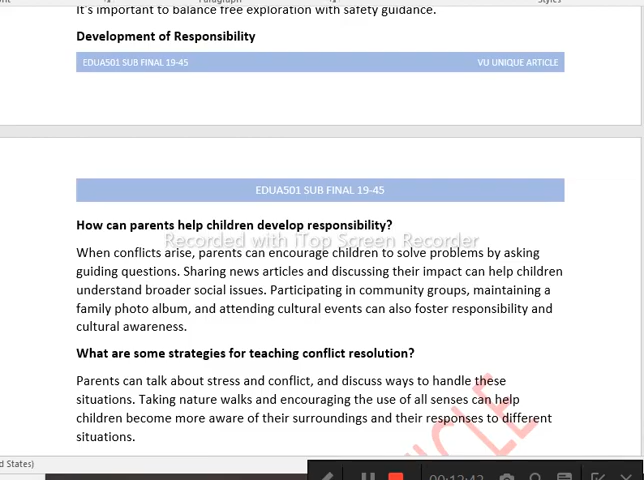 Paragraph
Styles
It's important to balance free exploration with safety guidance.
Development of Responsibility
EDUA501 SUB FINAL 19-45 VU UNIQUE ARTICLE
EDUA501 SUB FINAL 19-45
How can parents help children develop responsibility?
Recorded with iTop Screen Recorder
When conflicts arise, parents can encourage children to solve problems by asking
guiding questions. Sharing news articles and discussing their impact can help children
understand broader social issues. Participating in community groups, maintaining a
family photo album, and attending cultural events can also foster responsibility and
cultural awareness.
What are some strategies for teaching conflict resolution?
Parents can talk about stress and conflict, and discuss ways to handle these
situations. Taking nature walks and encouraging the use of all senses can help
children become more aware of their surroundings and their responses to different
situations.
d States)
00:12:42